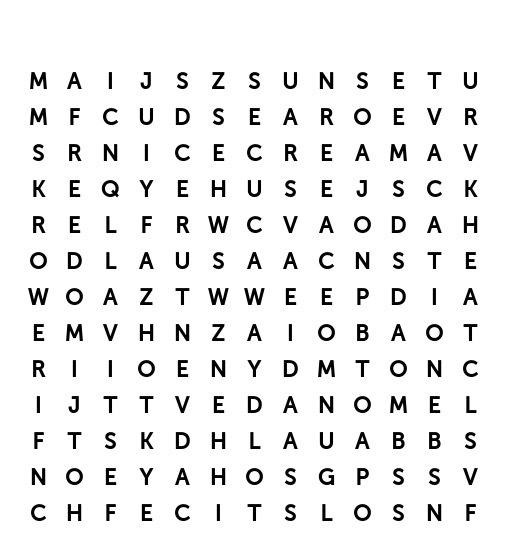 M A I J S Z S U N S E T U
M F C U D S E A R O E V R
S R N I C E C R E A M A V
K E Q Y E H U S E J S C K
R E L F R W C V A O D A H
O D L A U S A A C N S T E
W O A Z T W W E E P D I A
E M V H N Z A I O B A O T
R I I O E N Y D M T O N C
I J T T V E D A N O M E L
F T S K D H L A U A B B S
N O E Y A H O S G P S S V
C H F E C I T S L O S N F